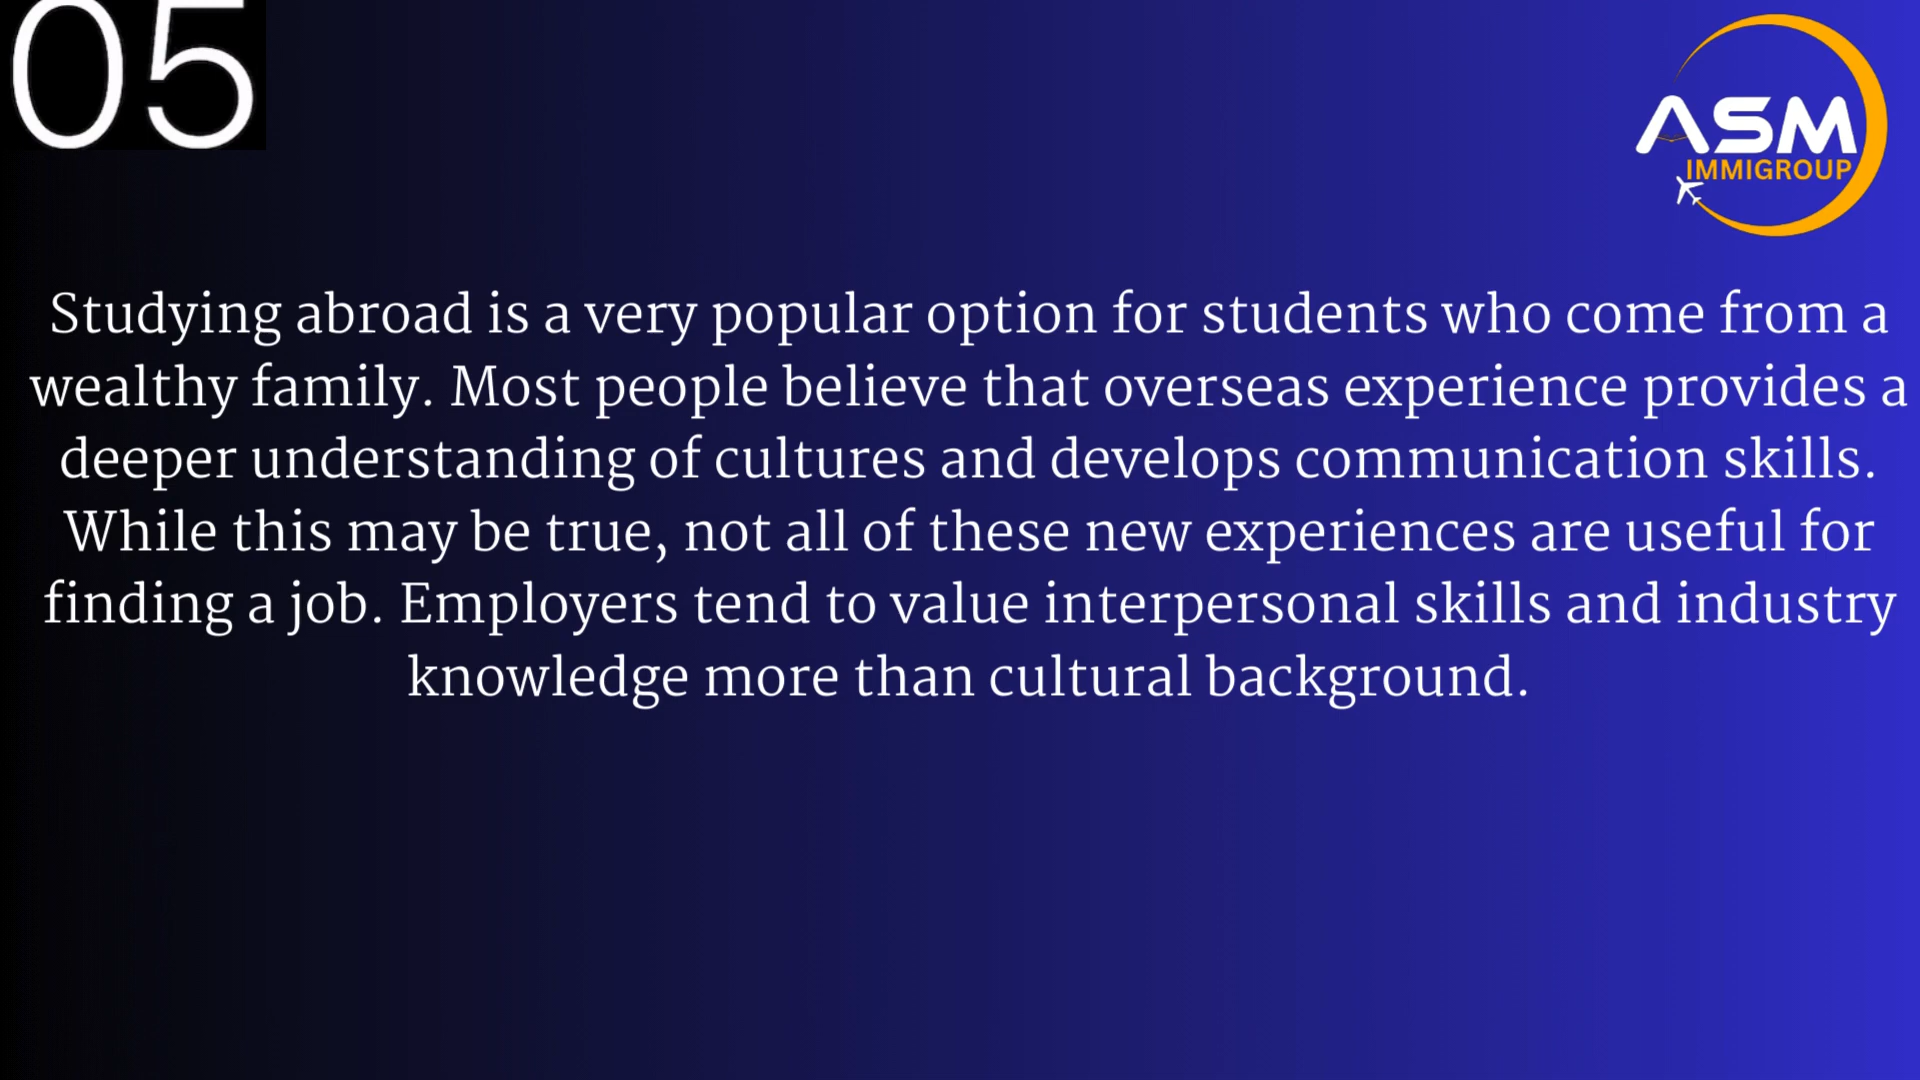 05
ASM
IMMIGROUP
Studying abroad is a very popular option for students who come from a
wealthy family. Most people believe that overseas experience provides a
deeper understanding of cultures and develops communication skills.
While this may be true, not all of these new experiences are useful for
finding a job. Employers tend to value interpersonal skills and industry
knowledge more than cultural background.